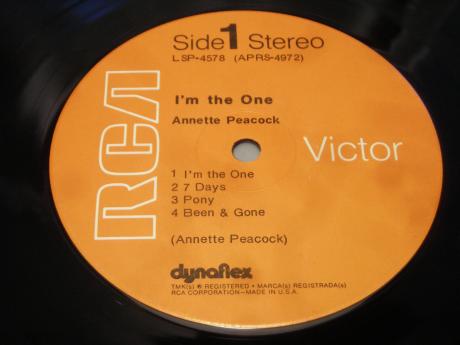 Side 1 Stereo
LSP-4578 (APRS-4972)
I'm the One
Annette Peacock
RCA
Victor
1 I'm the One
2 7 Days
3 Pony
4 Been & Gone
(Annette Peacock)
dynaflex
TMK(s) ® REGISTERED • MARCA(s) REGISTRADA(s)
RCA CORPORATION—MADE IN U.S.A.